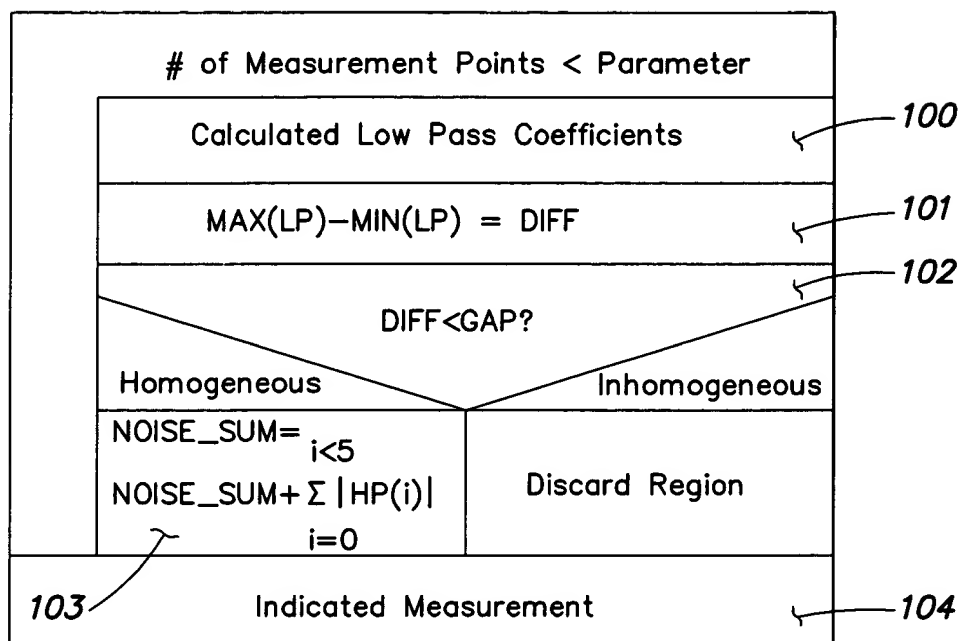 # of Measurement Points < Parameter
Calculated Low Pass Coefficients
100
MAX(LP)-MIN(LP) = DIFF
101
102
DIFF<GAP?
Homogeneous
Inhomogeneous
NOISE_SUM=
i<5
NOISE_SUM+ Σ |HP(i)|
i=0
Discard Region
103
Indicated Measurement
104